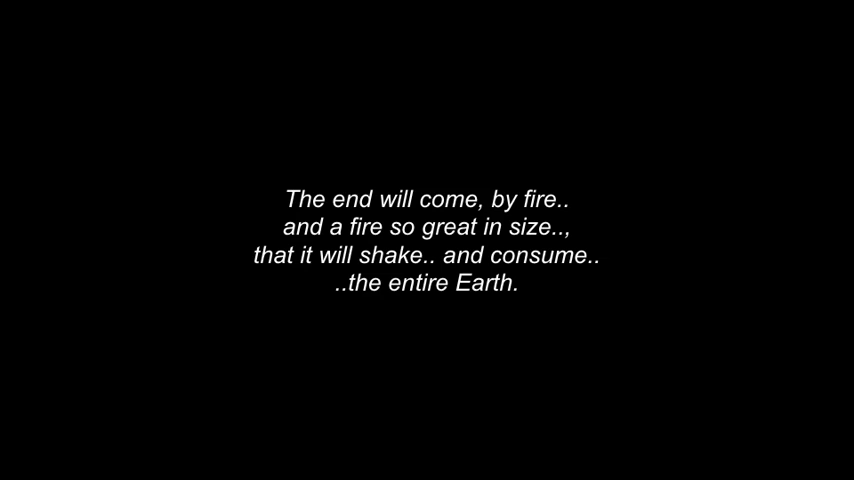 The end will come, by fire..
and a fire so great in size..,
that it will shake.. and consume..
..the entire Earth.